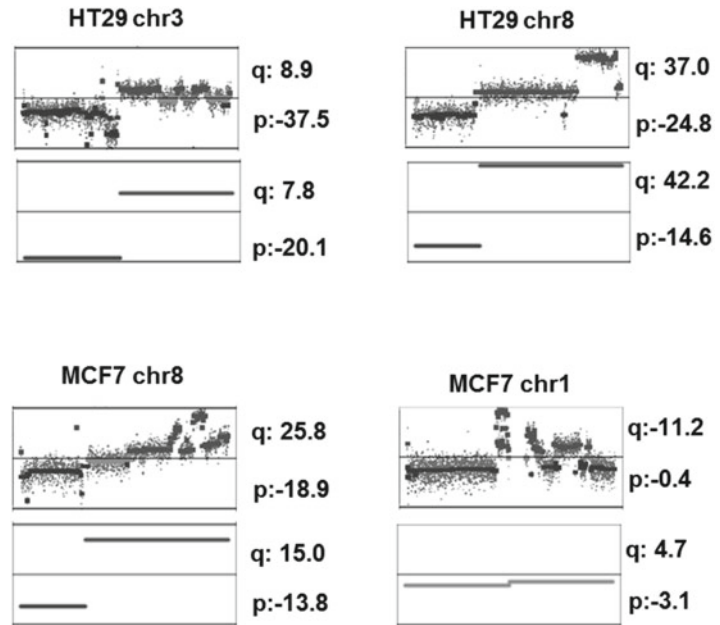 HT29 chr3
q: 8.9
p:-37.5
q: 7.8
p:-20.1
HT29 chr8
q: 37.0
p:-24.8
q: 42.2
p:-14.6
MCF7 chr8
q: 25.8
p:-18.9
q: 15.0
p:-13.8
MCF7 chr1
q:-11.2
p:-0.4
q: 4.7
p:-3.1